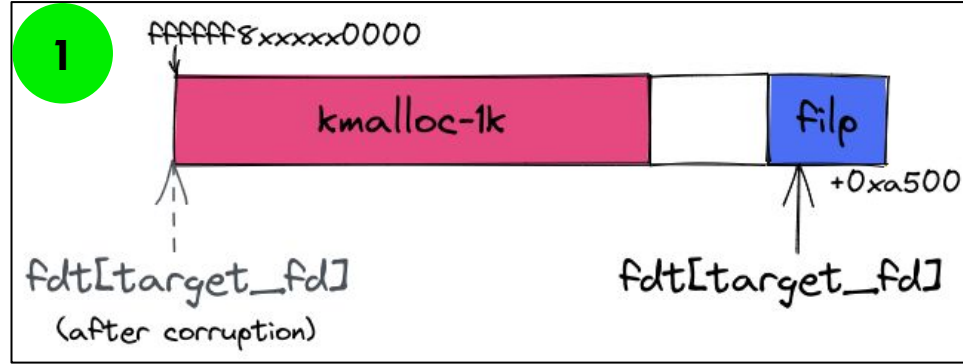 1
ffffff8xxxxx0000
kmalloc-1k
filp
+0xa500
fdt[target_fd]
(after corruption)
fdt[target_fd]